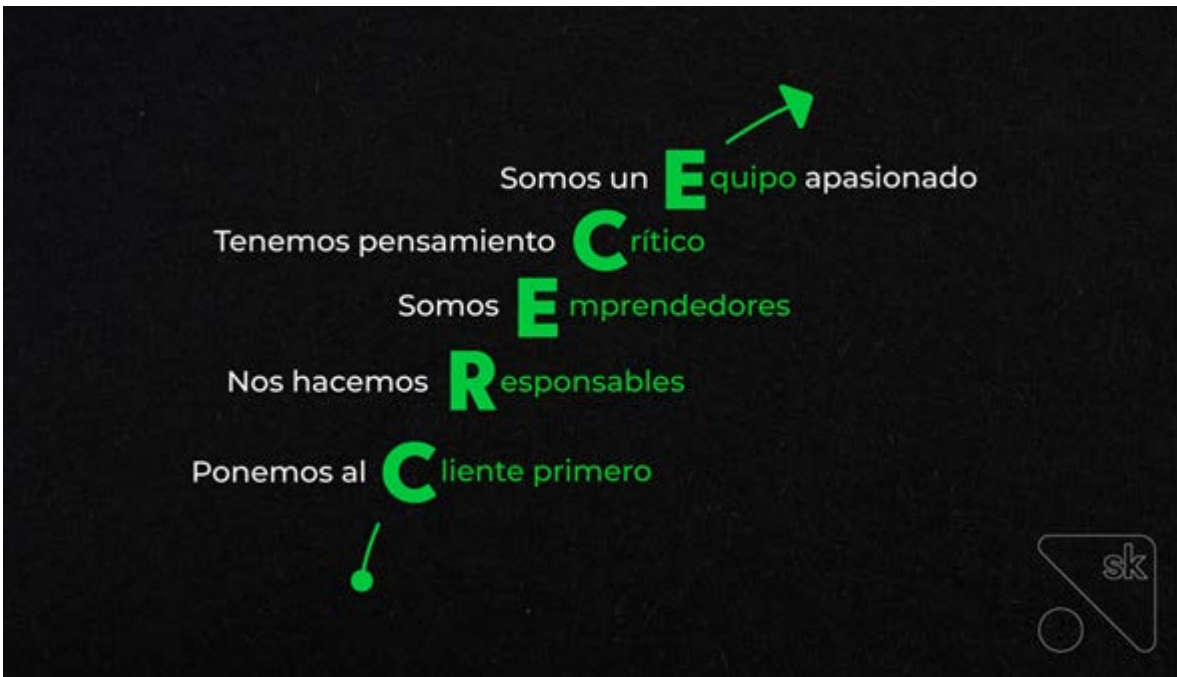 Somos un Equipo apasionado
Tenemos pensamiento Crítico
Somos Emprendedores
Nos hacemos Responsables
Ponemos al Cliente primero
sk